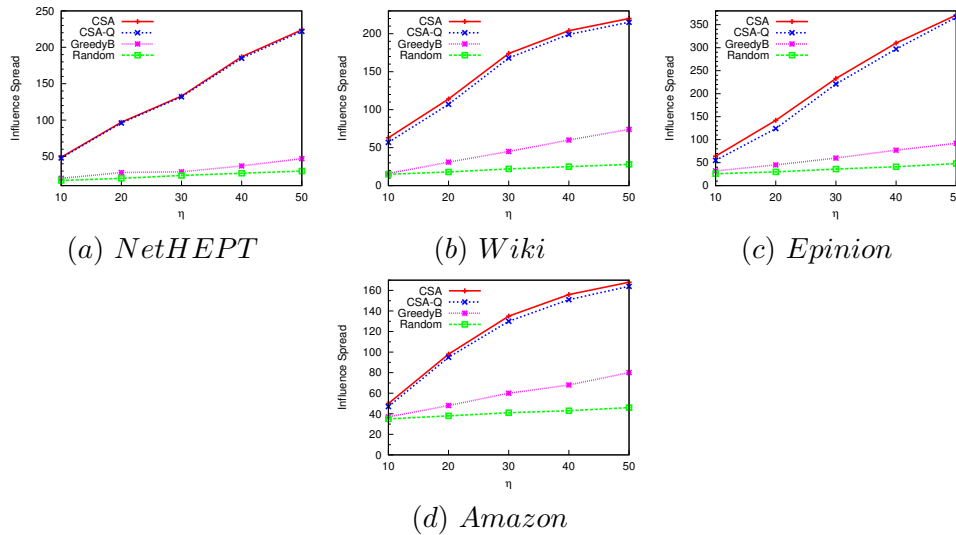 250
200
150
100
50
10 20 30 40 50
Influence Spread
η
CSA
CSA-Q
GreedyB
Random
(a) NetHEPT
200
150
100
50
0
10 20 30 40 50
Influence Spread
η
CSA
CSA-Q
GreedyB
Random
(b) Wiki
350
300
250
200
150
100
50
0
10 20 30 40 50
Influence Spread
η
CSA
CSA-Q
GreedyB
Random
(c) Epinion
160
140
120
100
80
60
40
20
0
10 20 30 40 50
Influence Spread
η
CSA
CSA-Q
GreedyB
Random
(d) Amazon